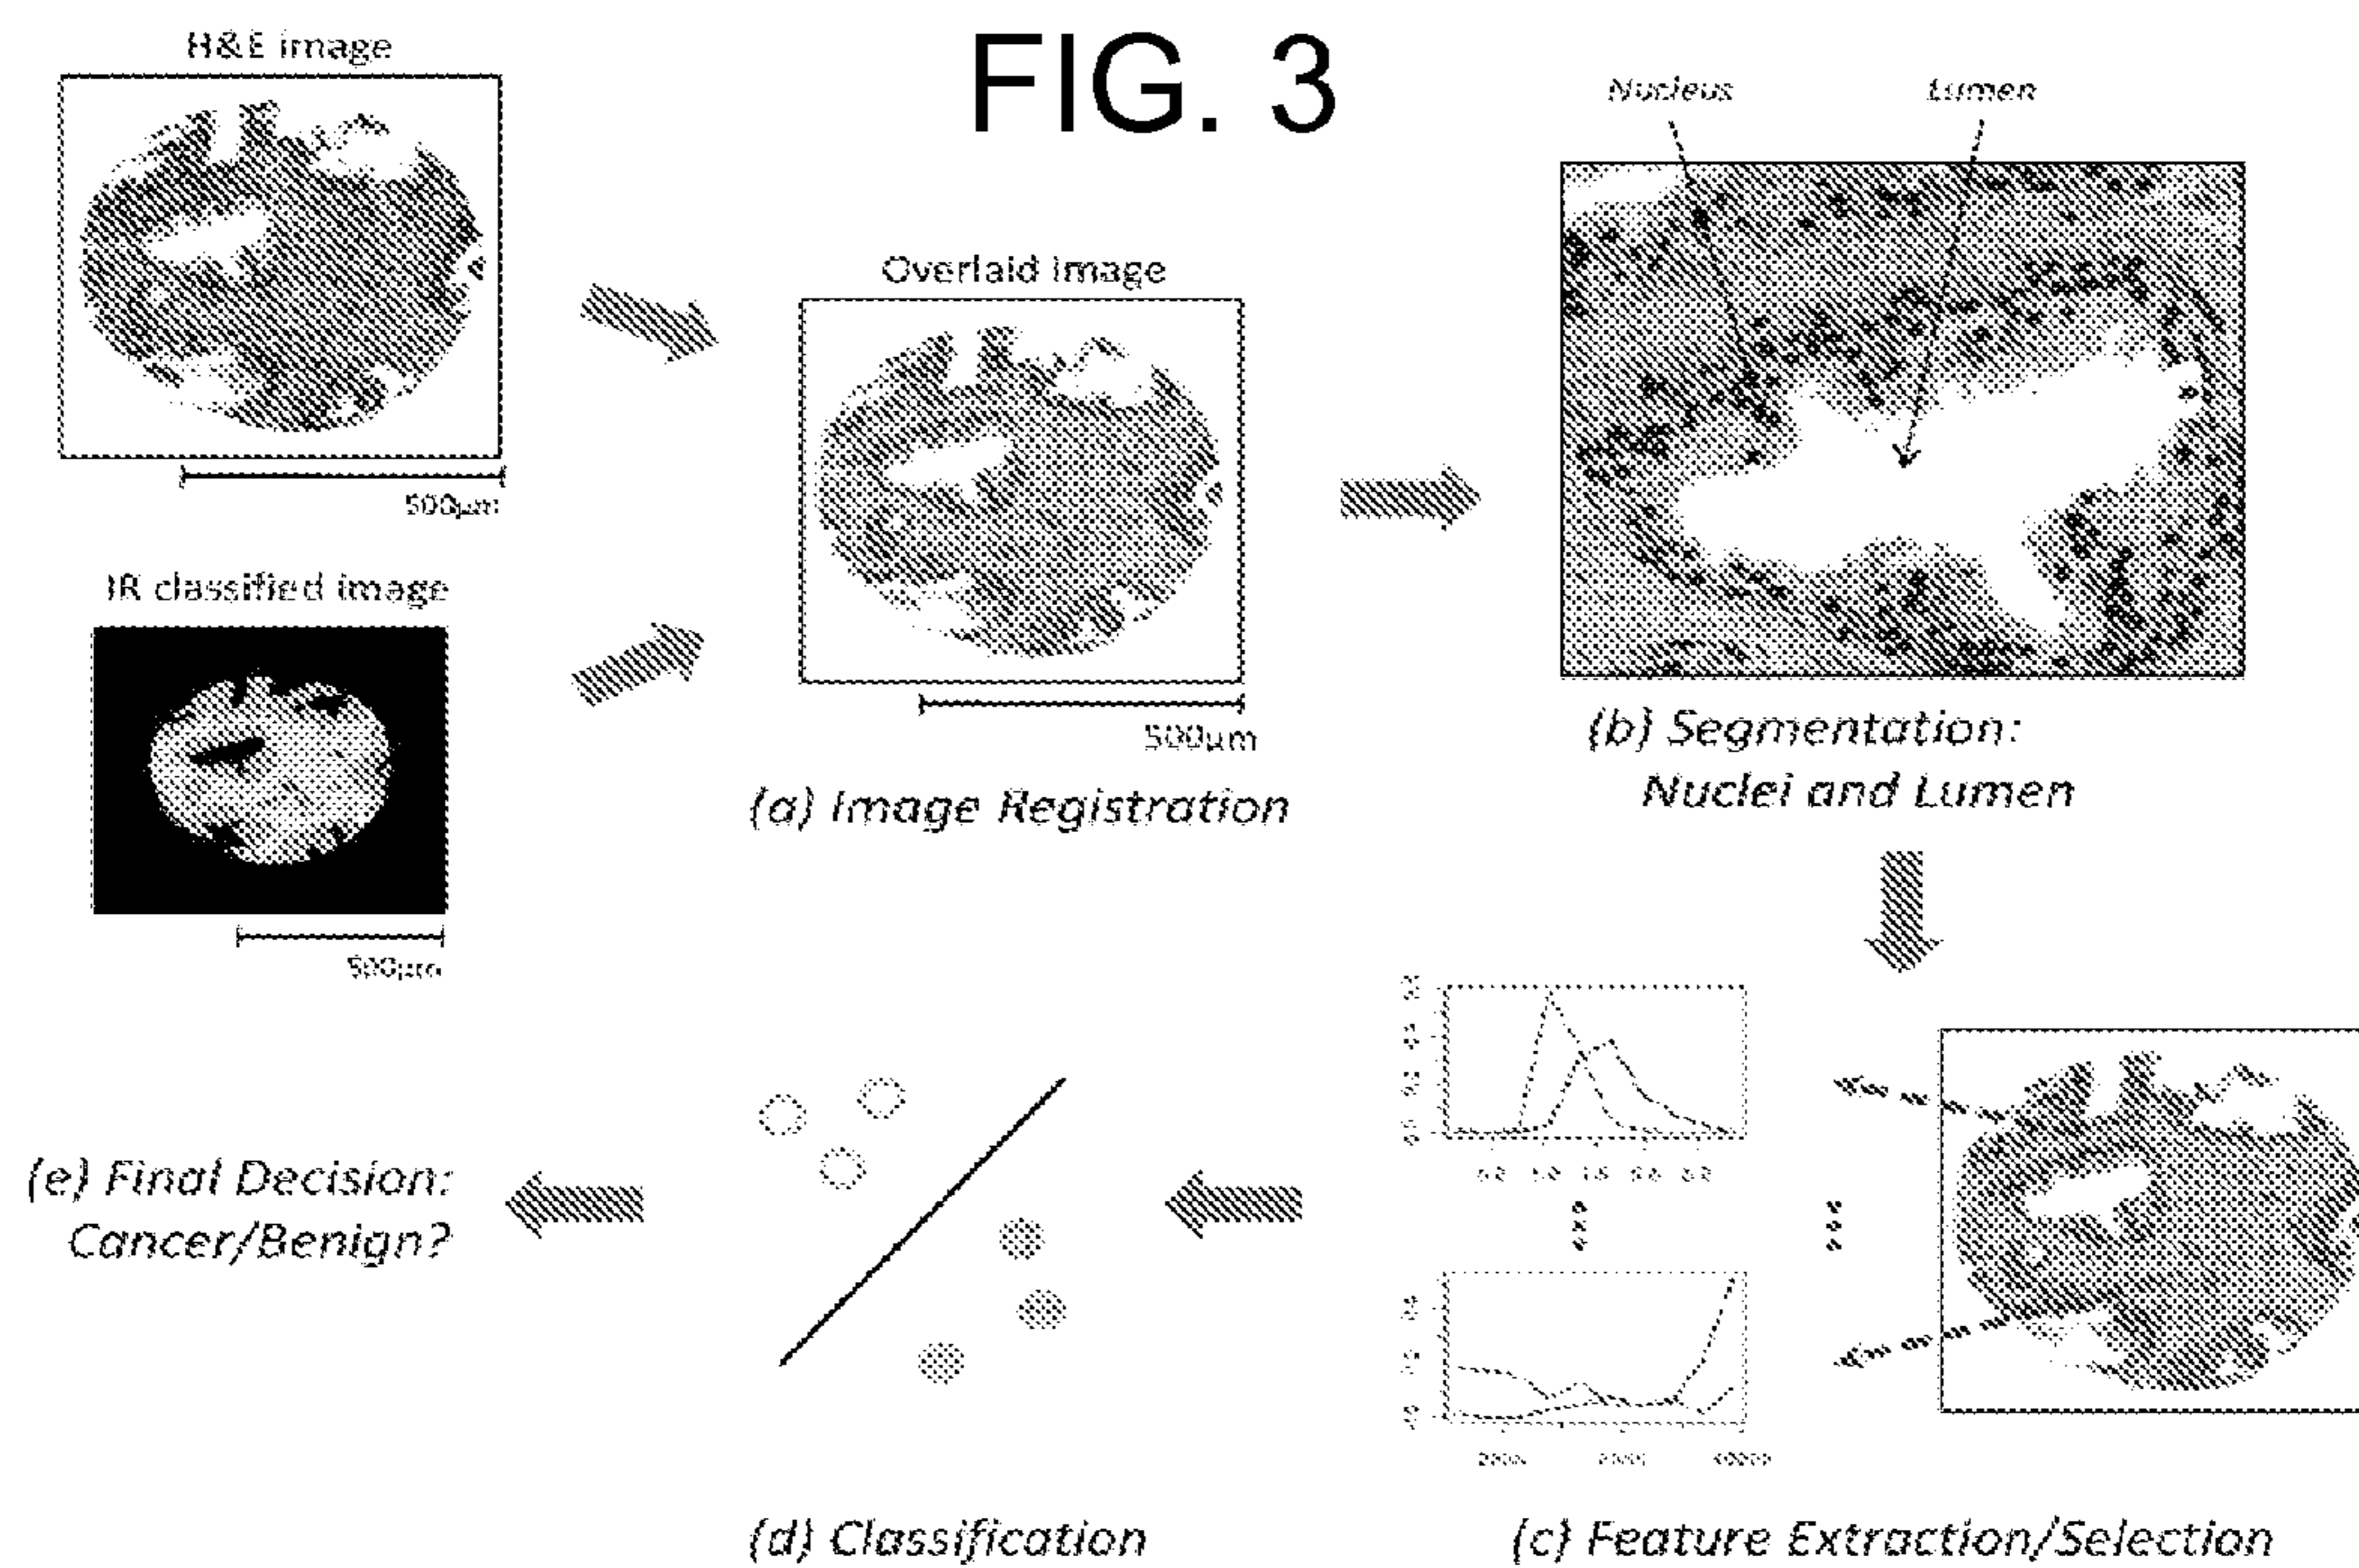 FIG. 3
H&E image
500µm
IR classified image
500µm
Overlaid image
500µm
(a) Image Registration
Nucleus
Lumen
(b) Segmentation:
Nuclei and Lumen
(c) Feature Extraction/Selection
(d) Classification
(e) Final Decision:
Cancer/Benign?